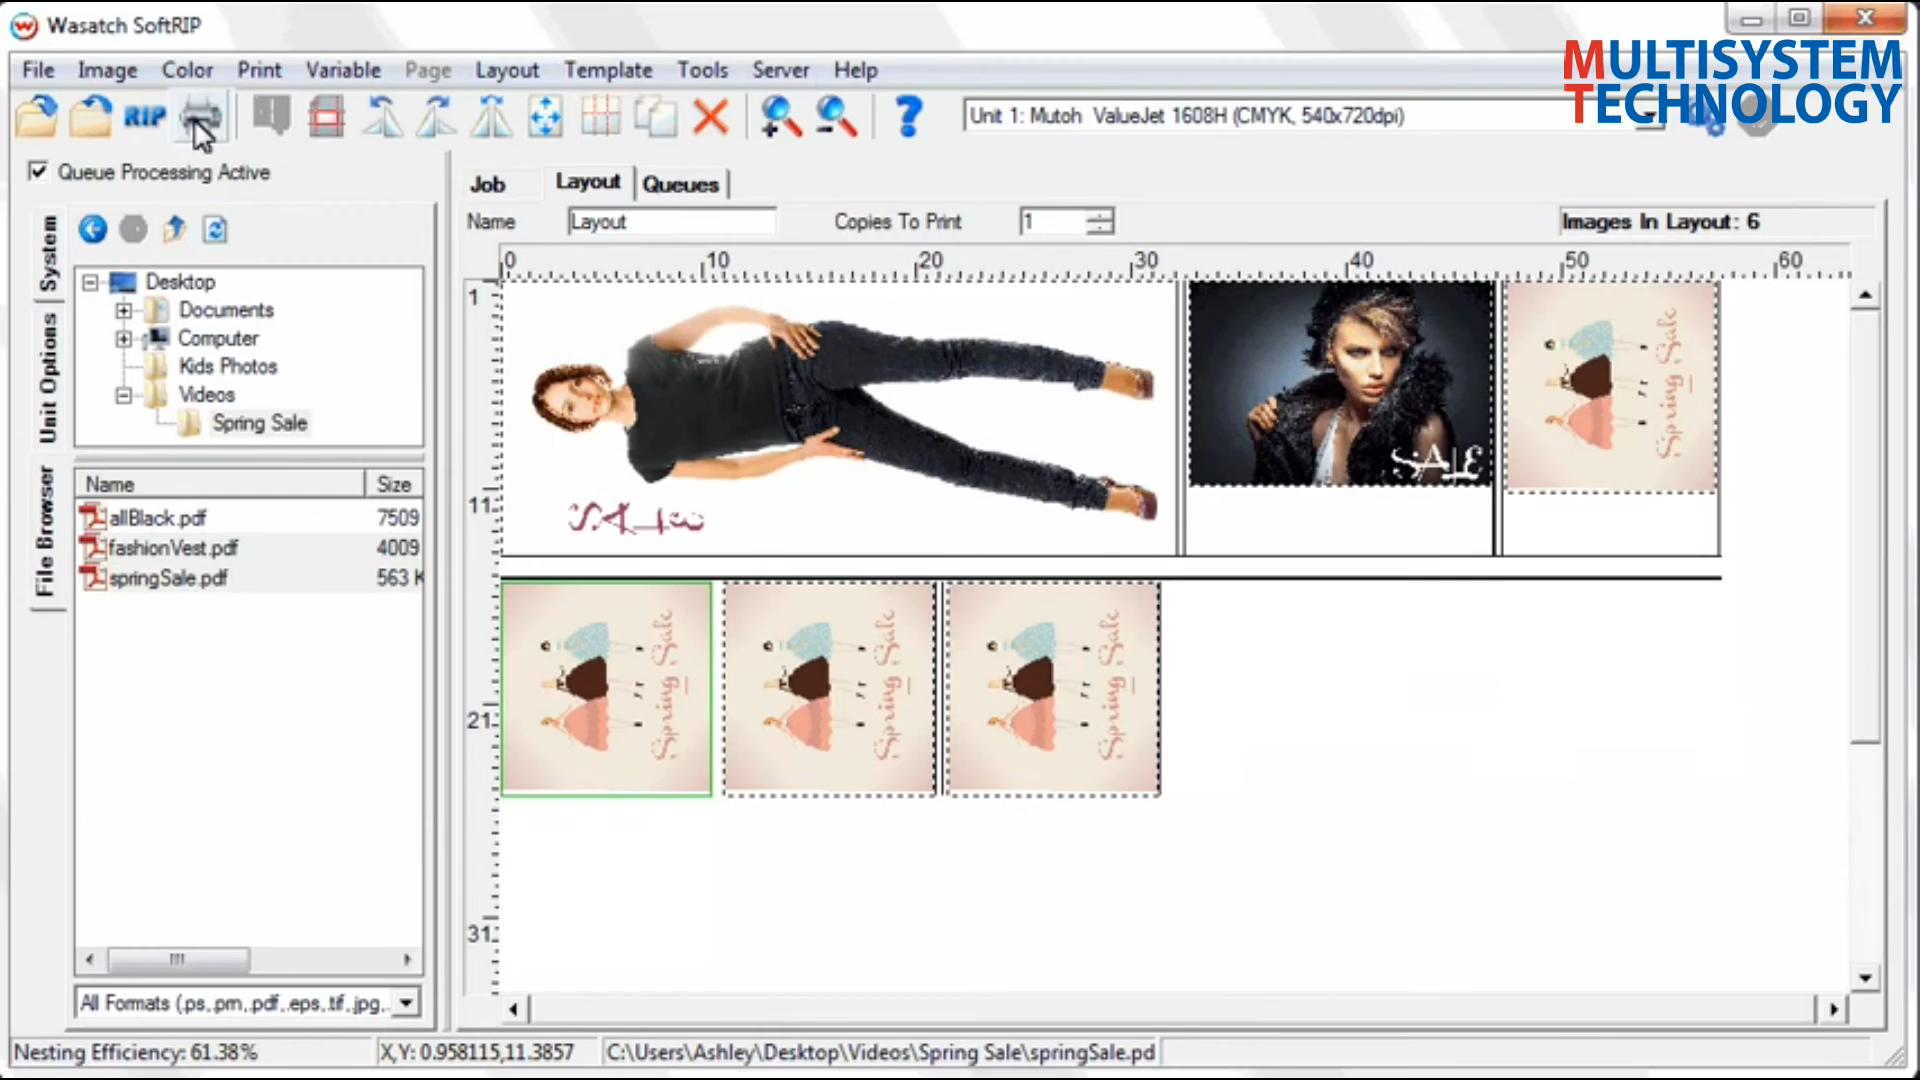 Wasatch SoftRIP
MULTISYSTEM
TECHNOLOGY
File Image Color Print Variable Page Layout Template Tools Server Help
RIP
Unit 1: Mutoh ValueJet 1608H (CMYK, 540x720dpi)
Queue Processing Active
Job Layout Queues
Name Layout Copies To Print 1 Images In Layout: 6
System
Unit Options
File Browser
Desktop
Documents
Computer
Kids Photos
Videos
Spring Sale
Name Size
allBlack.pdf 7509
fashionVest.pdf 4009
springSale.pdf 563 K
All Formats (.ps,.prn,.pdf,.eps,.tif,.jpg,.
0 10 20 30 40 50 60
1
11
21
31
SALE
Spring Sale
Spring Sale
Spring Sale
Spring Sale
Nesting Efficiency: 61.38% X,Y: 0.958115,11.3857 C:\Users\Ashley\Desktop\Videos\Spring Sale\springSale.pd